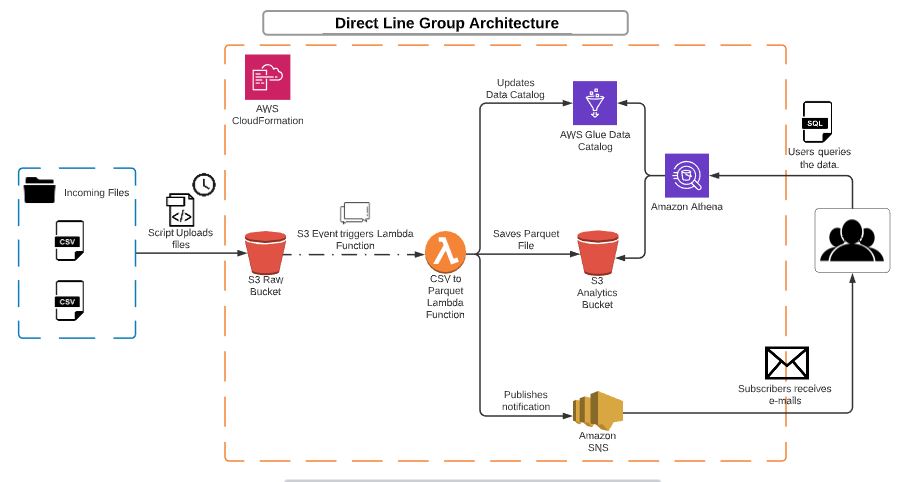 Direct Line Group Architecture
AWS
CloudFormation
Incoming Files
CSV
CSV
</>
Script Uploads
files
S3 Raw
Bucket
S3 Event triggers Lambda
Function
CSV to
Parquet
Lambda
Function
Updates
Data Catalog
AWS Glue Data
Catalog
Saves Parquet
File
S3
Analytics
Bucket
Amazon Athena
SQL
Users queries
the data.
Publishes
notification
Amazon
SNS
Subscribers receives
e-mails